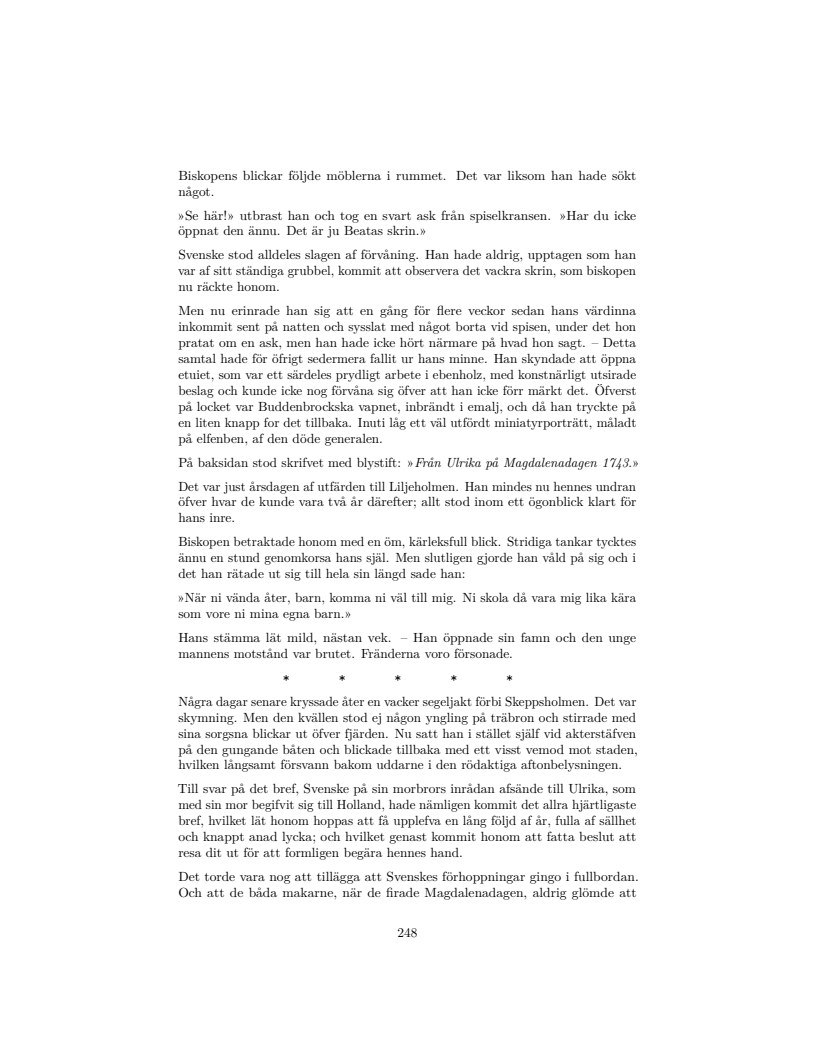 Biskopens blickar följde möblerna i rummet. Det var liksom han hade sökt
något.
»Se här!» utbrast han och tog en svart ask från spiselkransen. »Har du icke
öppnat den ännu. Det är ju Beatas skrin.»
Svenske stod alldeles slagen af förvåning. Han hade aldrig, upptagen som han
var af sitt ständiga grubbel, kommit att observera det vackra skrin, som biskopen
nu räckte honom.
Men nu erinrade han sig att en gång för flere veckor sedan hans värdinna
inkommit sent på natten och sysslat med något borta vid spisen, under det hon
pratat om en ask, men han hade icke hört närmare på hvad hon sagt. – Detta
samtal hade för öfrigt sedermera fallit ur hans minne. Han skyndade att öppna
etuiet, som var ett särdeles prydligt arbete i ebenholz, med konstnärligt utsirade
beslag och kunde icke nog förvåna sig öfver att han icke förr märkt det. Öfverst
på locket var Buddenbrockska vapnet, inbrändt i emalj, och då han tryckte på
en liten knapp for det tillbaka. Inuti låg ett väl utfördt miniatyrporträtt, måladt
på elfenben, af den döde generalen.
På baksidan stod skrifvet med blystift: »Från Ulrika på Magdalenadagen 1743.»
Det var just årsdagen af utfärden till Liljeholmen. Han mindes nu hennes undran
öfver hvar de kunde vara två år därefter; allt stod inom ett ögonblick klart för
hans inre.
Biskopen betraktade honom med en öm, kärleksfull blick. Stridiga tankar tycktes
ännu en stund genomkorsa hans själ. Men slutligen gjorde han våld på sig och i
det han rätade ut sig till hela sin längd sade han:
»När ni vända åter, barn, komma ni väl till mig. Ni skola då vara mig lika kära
som vore ni mina egna barn.»
Hans stämma lät mild, nästan vek. – Han öppnade sin famn och den unge
mannens motstånd var brutet. Fränderna voro försonade.
* * * * *
Några dagar senare kryssade åter en vacker segeljakt förbi Skeppsholmen. Det var
skymning. Men den kvällen stod ej någon yngling på träbron och stirrade med
sina sorgsna blickar ut öfver fjärden. Nu satt han i stället själf vid akterstäfven
på den gungande båten och blickade tillbaka med ett visst vemod mot staden,
hvilken långsamt försvann bakom uddarne i den rödaktiga aftonbelysningen.
Till svar på det bref, Svenske på sin morbrors inrådan afsände till Ulrika, som
med sin mor begifvit sig till Holland, hade nämligen kommit det allra hjärtligaste
bref, hvilket lät honom hoppas att få upplefva en lång följd af år, fulla af sällhet
och knappt anad lycka; och hvilket genast kommit honom att fatta beslut att
resa dit ut för att formligen begära hennes hand.
Det torde vara nog att tillägga att Svenskes förhoppningar gingo i fullbordan.
Och att de båda makarne, när de firade Magdalenadagen, aldrig glömde att
248